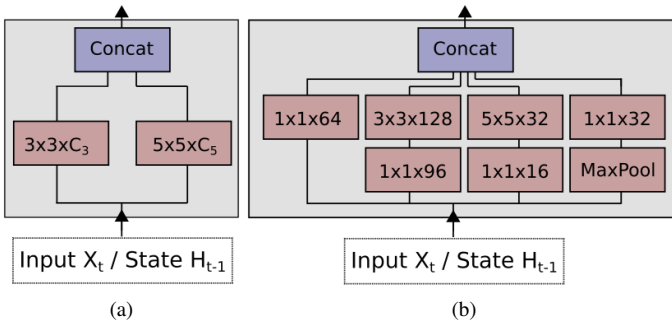 Concat
3x3xC₃ 5x5xC₅
Input Xₜ / State Hₜ₋₁
(a)
Concat
1x1x64 3x3x128 5x5x32 1x1x32
1x1x96 1x1x16 MaxPool
Input Xₜ / State Hₜ₋₁
(b)